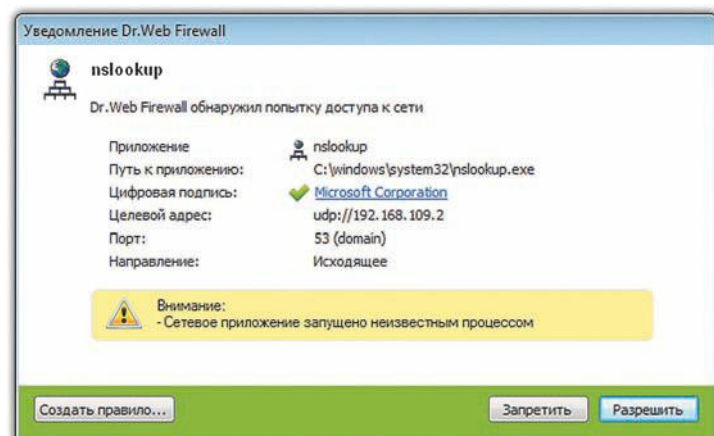 Уведомление Dr.Web Firewall
nslookup
Dr.Web Firewall обнаружил попытку доступа к сети
Приложение nslookup
Путь к приложению: C:\windows\system32\nslookup.exe
Цифровая подпись: Microsoft Corporation
Целевой адрес: udp://192.168.109.2
Порт: 53 (domain)
Направление: Исходящее
Внимание:
- Сетевое приложение запущено неизвестным процессом
Создать правило... Запретить Разрешить